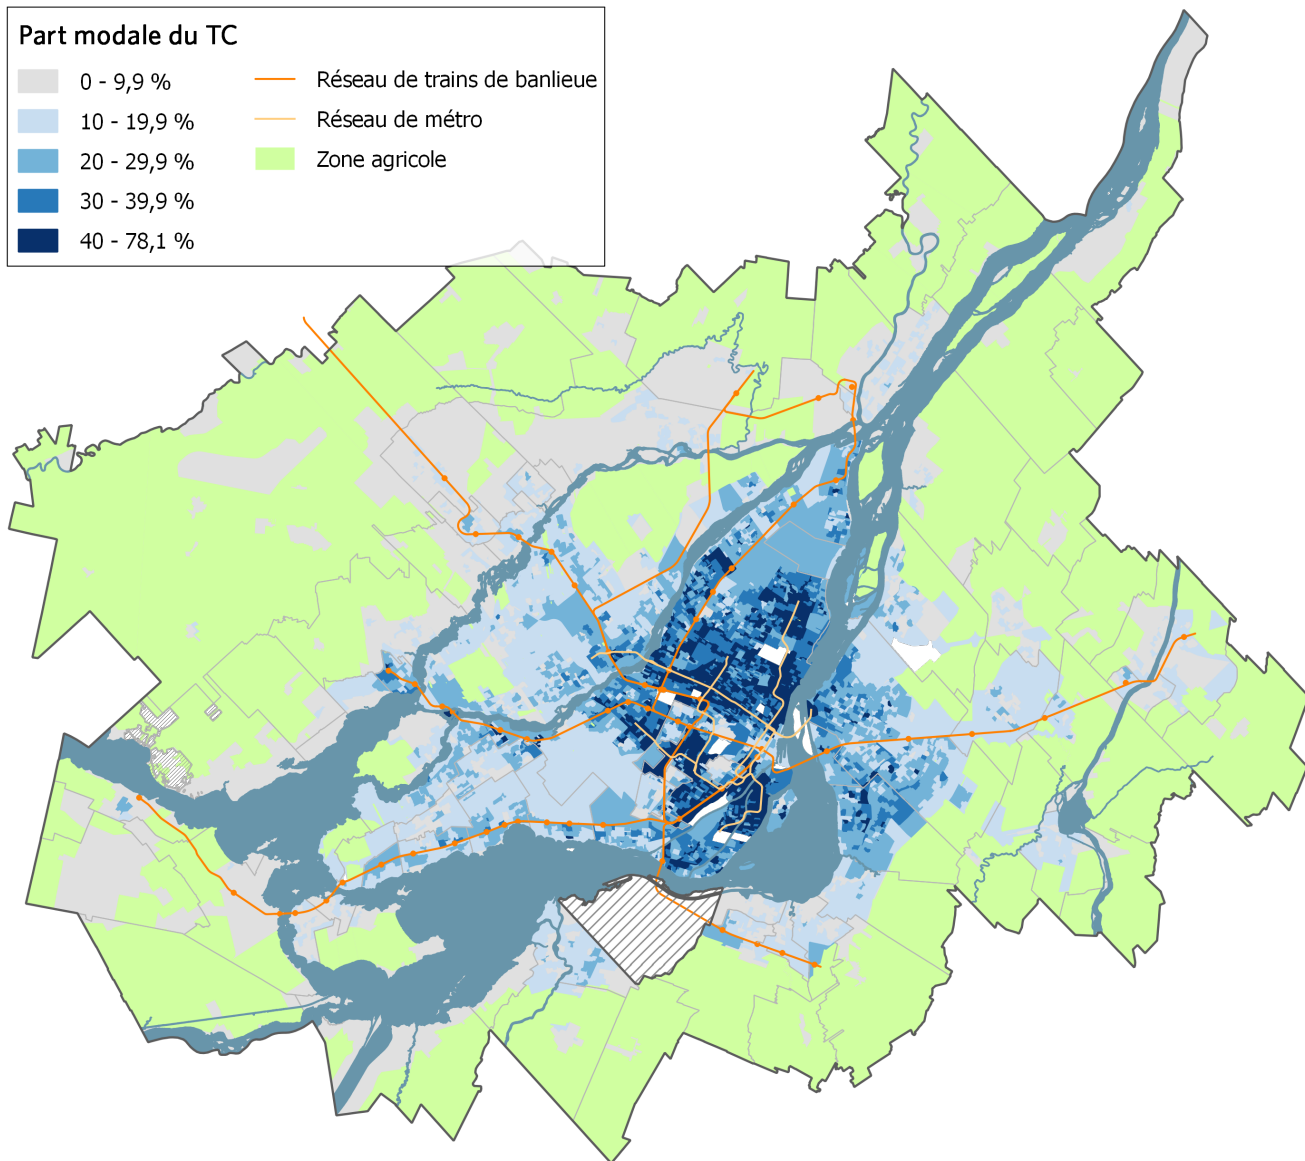 Part modale du TC
0 - 9,9 %
10 - 19,9 %
20 - 29,9 %
30 - 39,9 %
40 - 78,1 %
Réseau de trains de banlieue
Réseau de métro
Zone agricole